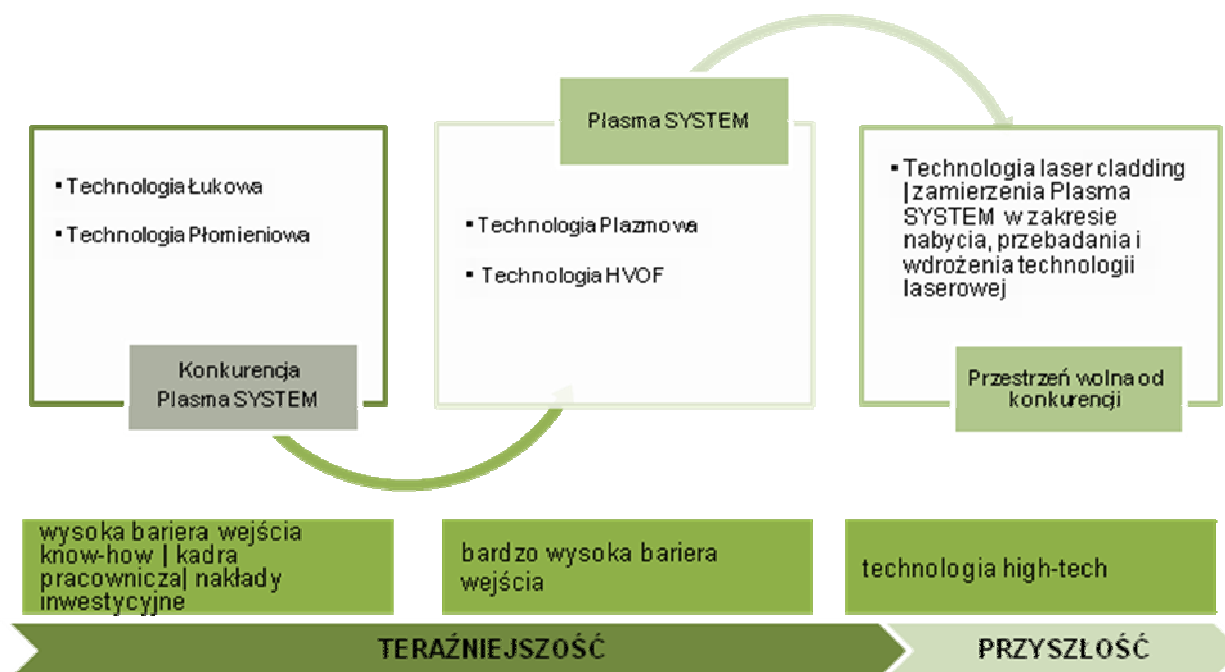 ▪ Technologia Łukowa
▪ Technologia Płomieniowa
Konkurencja
Plasma SYSTEM
Plasma SYSTEM
▪ Technologia Plazmowa
▪ Technologia HVOF
▪ Technologia laser cladding
| zamierzenia Plasma
SYSTEM w zakresie
nabycia, przebadania i
wdrożenia technologii
laserowej
Przestrzeń wolna od
konkurencji
wysoka bariera wejścia
know-how | kadra
pracownicza| nakłady
inwestycyjne
bardzo wysoka bariera
wejścia
technologia high-tech
TERAŹNIEJSZOŚĆ
PRZYSZŁOŚĆ